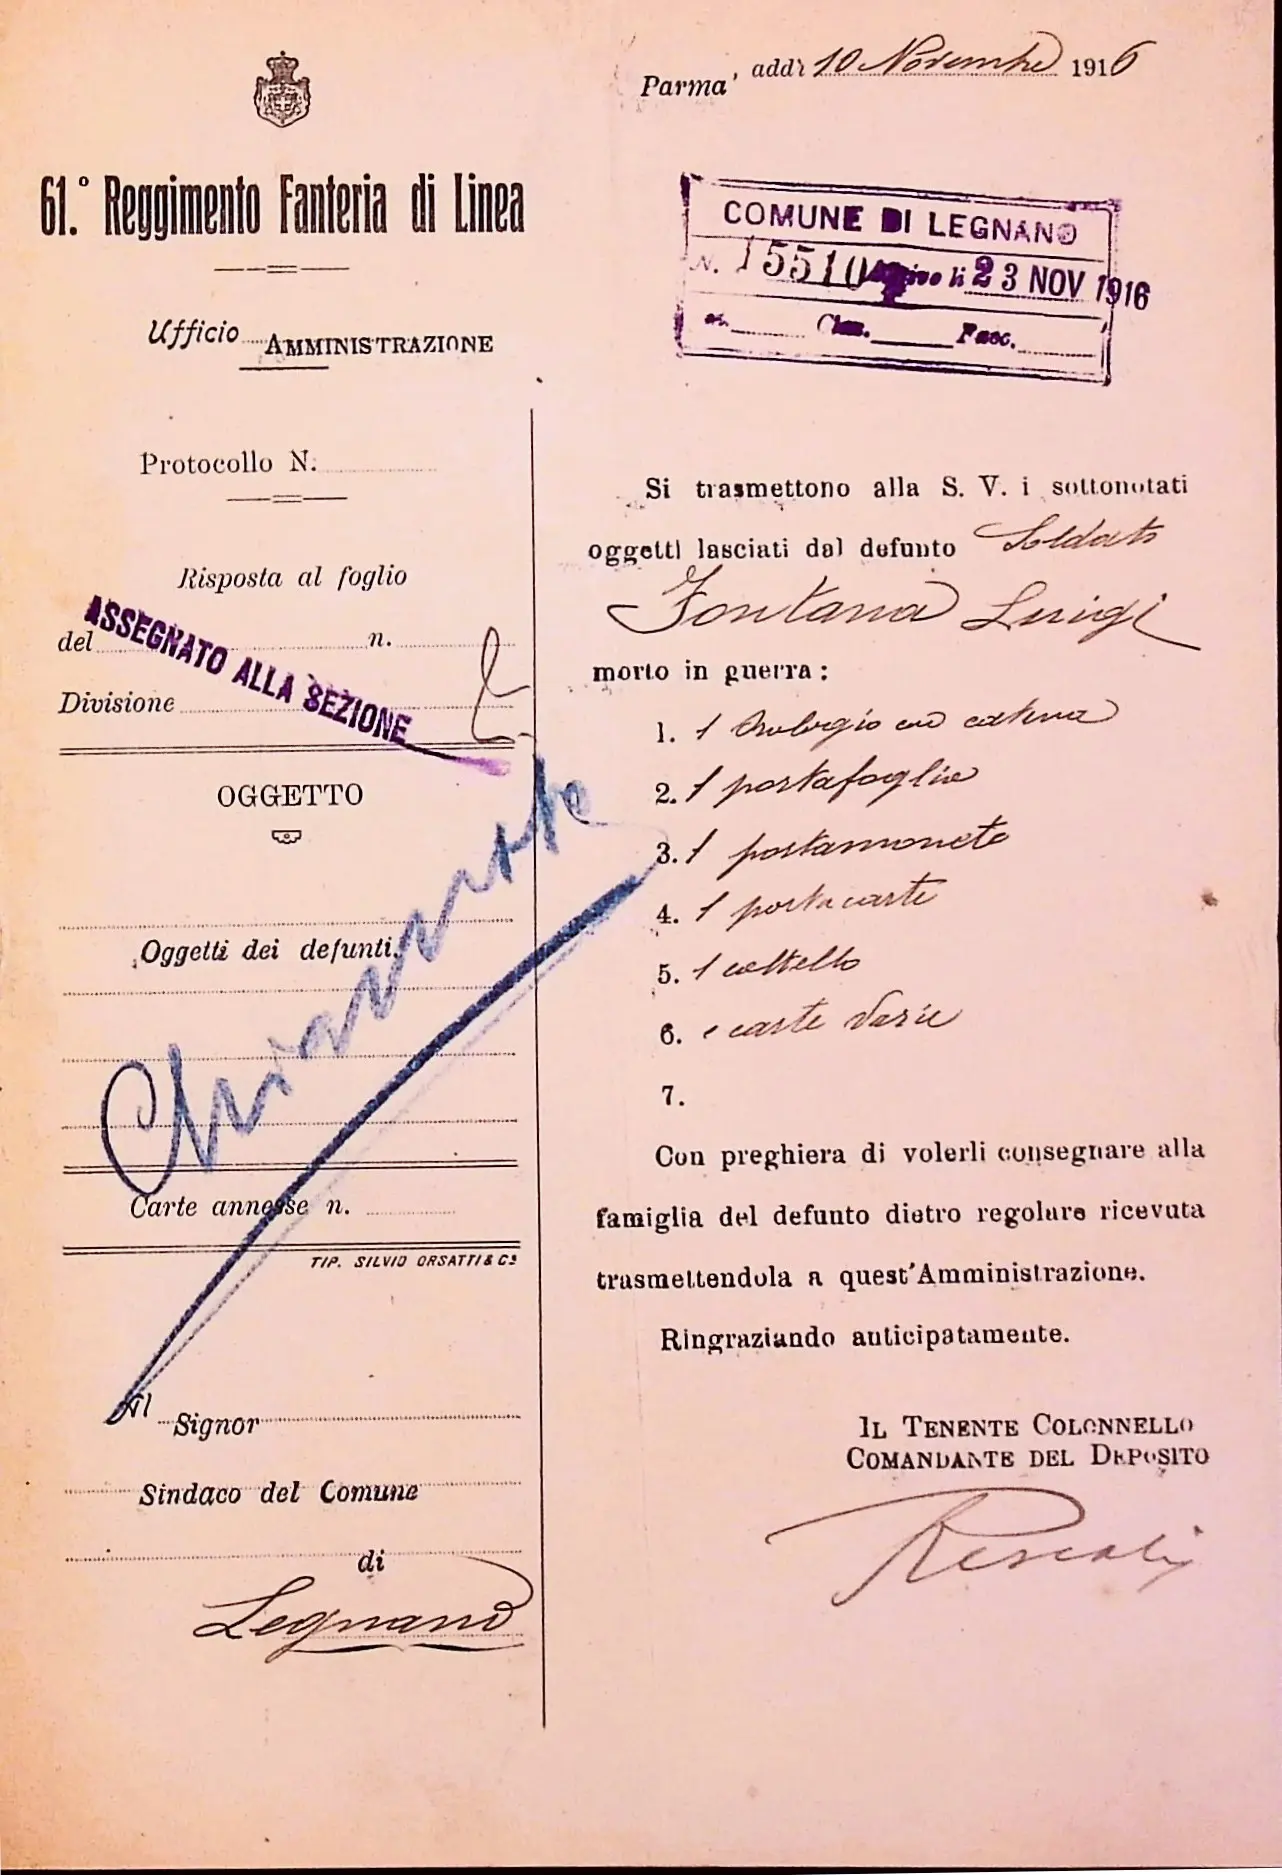 Parma, addì 10 Novembre 1916
61.° Reggimento Fanteria di Linea
Ufficio AMMINISTRAZIONE
COMUNE DI LEGNANO
N. 15510 Arrivo li 23 NOV 1916
Clas. Fasc.
Protocollo N.
Risposta al foglio
del n.
Divisione
ASSEGNATO ALLA SEZIONE
OGGETTO
Oggetti dei defunti.
Carte annesse n.
TIP. SILVIO ORSATTI & C.
Al Signor
Sindaco del Comune
di
Legnano
Si trasmettono alla S. V. i sottonotati
oggetti lasciati dal defunto Soldato
Fontana Luigi
morto in guerra:
1. 1 orologio con catena
2. 1 portafoglio
3. 1 portamonete
4. 1 porta carte
5. 1 coltello
6. e carte varie
7.
Con preghiera di volerli consegnare alla
famiglia del defunto dietro regolare ricevuta
trasmettendola a quest'Amministrazione.
Ringraziando anticipatamente.
IL TENENTE COLONNELLO
COMANDANTE DEL DEPOSITO